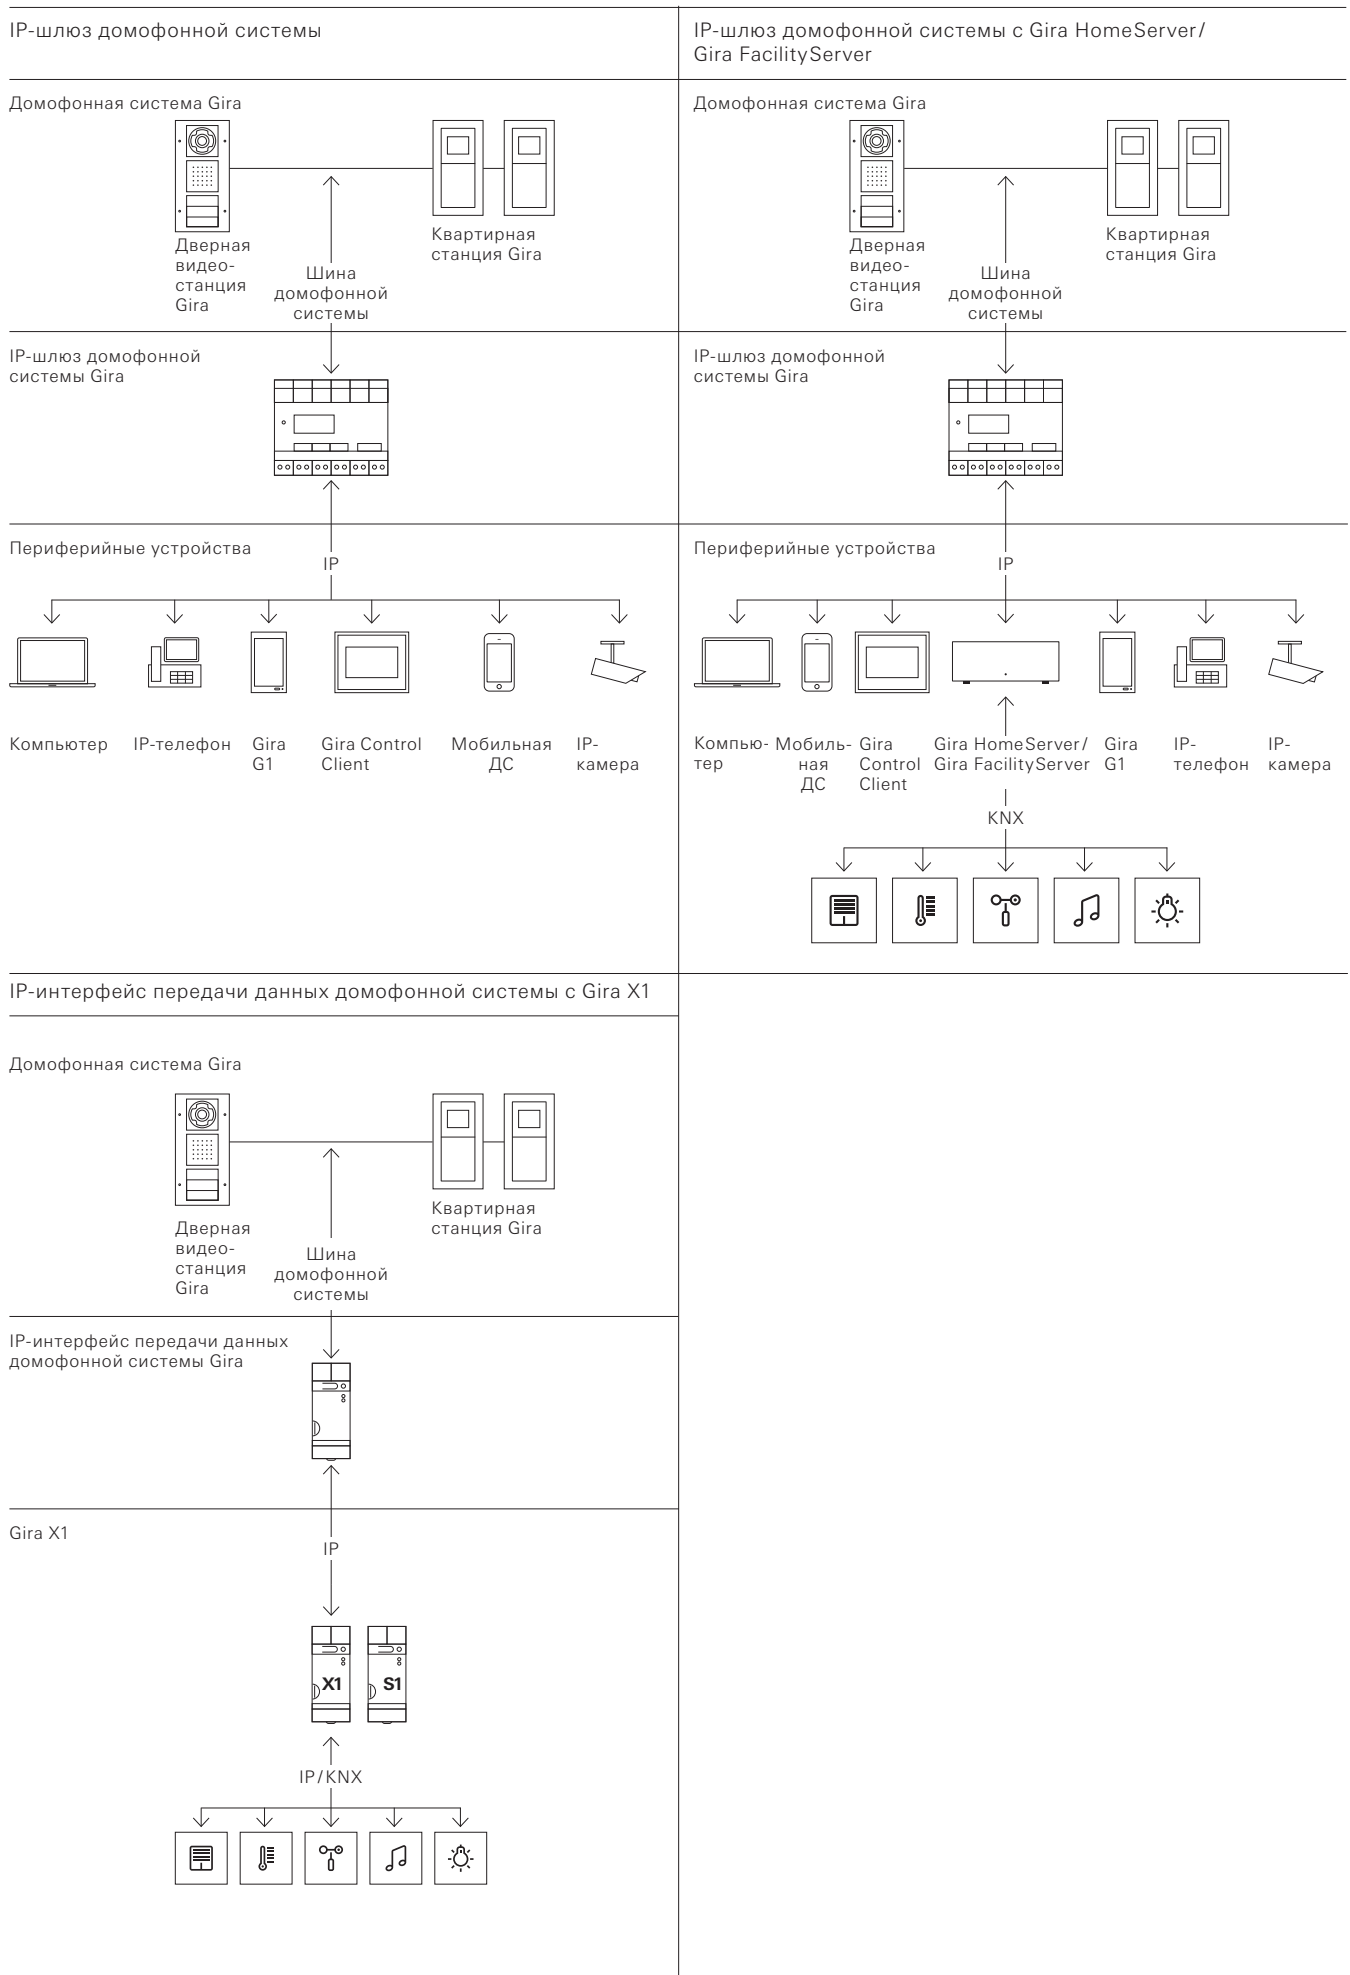 IP-шлюз домофонной системы
Домофонная система Gira
Дверная
видео-
станция
Gira
Шина
домофонной
системы
Квартирная
станция Gira
IP-шлюз домофонной
системы Gira
Периферийные устройства
IP
Компьютер
IP-телефон
Gira
G1
Gira Control
Client
Мобильная
ДС
IP-
камера
IP-шлюз домофонной системы с Gira HomeServer/
Gira FacilityServer
Домофонная система Gira
Дверная
видео-
станция
Gira
Шина
домофонной
системы
Квартирная
станция Gira
IP-шлюз домофонной
системы Gira
Периферийные устройства
IP
Компью-
тер
Мобиль-
ная
ДС
Gira
Control
Client
Gira HomeServer/
Gira FacilityServer
Gira
G1
IP-
телефон
IP-
камера
KNX
IP-интерфейс передачи данных домофонной системы с Gira X1
Домофонная система Gira
Дверная
видео-
станция
Gira
Шина
домофонной
системы
Квартирная
станция Gira
IP-интерфейс передачи данных
домофонной системы Gira
Gira X1
IP
X1
S1
IP/KNX